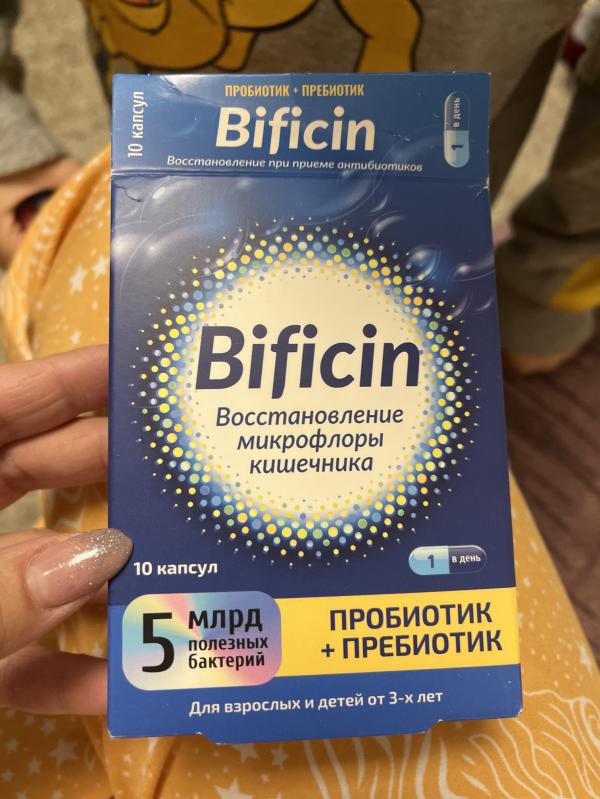 ПРОБИОТИК + ПРЕБИОТИК
10 капсул
Bificin
1 в день
Восстановление при приеме антибиотиков
Bificin
Восстановление
микрофлоры
кишечника
10 капсул
1 в день
5 млрд
полезных
бактерий
ПРОБИОТИК
+ ПРЕБИОТИК
Для взрослых и детей от 3-х лет